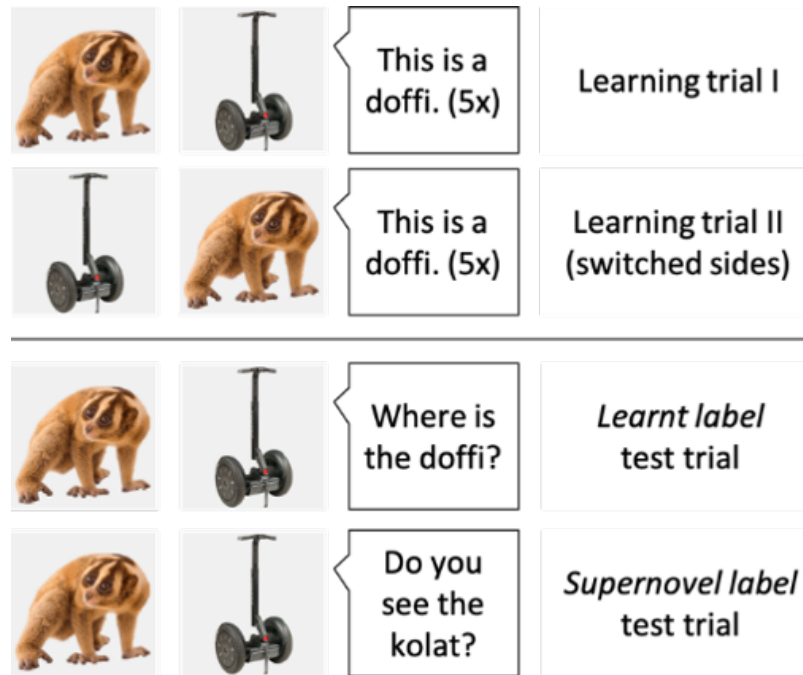 This is a
doffi. (5x)
Learning trial I
This is a
doffi. (5x)
Learning trial II
(switched sides)
Where is
the doffi?
Learnt label
test trial
Do you
see the
kolat?
Supernovel label
test trial